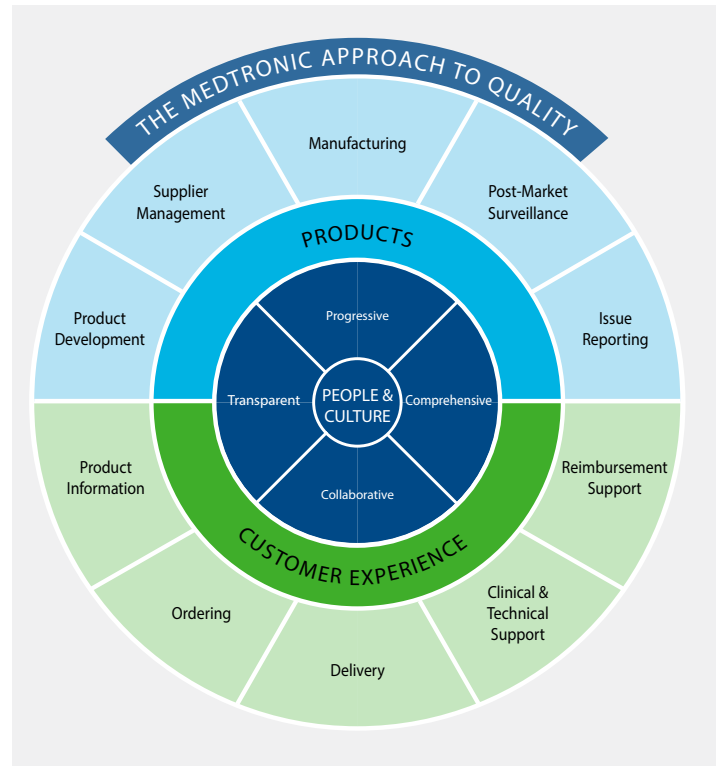 THE MEDTRONIC APPROACH TO QUALITY
Manufacturing
Supplier
Management
Post-Market
Surveillance
PRODUCTS
Product
Development
Issue
Reporting
Progressive
Transparent
PEOPLE &
CULTURE
Comprehensive
Collaborative
Product
Information
Reimbursement
Support
CUSTOMER EXPERIENCE
Ordering
Clinical &
Technical
Support
Delivery